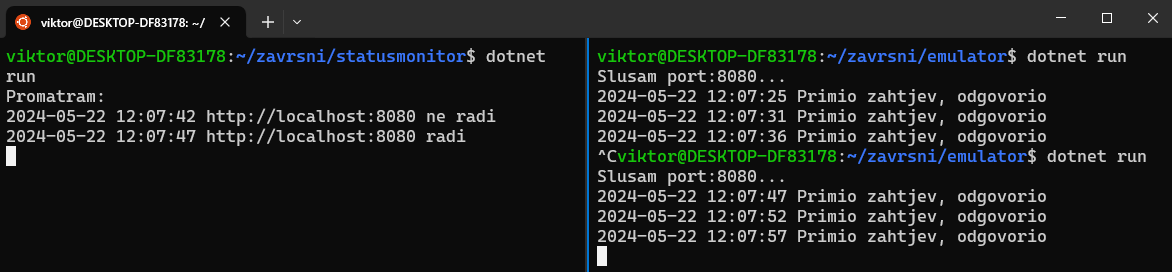 viktor@DESKTOP-DF83178: ~/
viktor@DESKTOP-DF83178:~/zavrsni/statusmonitor$ dotnet
run
Promatram:
2024-05-22 12:07:42 http://localhost:8080 ne radi
2024-05-22 12:07:47 http://localhost:8080 radi
viktor@DESKTOP-DF83178:~/zavrsni/emulator$ dotnet run
Slusam port:8080...
2024-05-22 12:07:25 Primio zahtjev, odgovorio
2024-05-22 12:07:31 Primio zahtjev, odgovorio
2024-05-22 12:07:36 Primio zahtjev, odgovorio
^Cviktor@DESKTOP-DF83178:~/zavrsni/emulator$ dotnet run
Slusam port:8080...
2024-05-22 12:07:47 Primio zahtjev, odgovorio
2024-05-22 12:07:52 Primio zahtjev, odgovorio
2024-05-22 12:07:57 Primio zahtjev, odgovorio